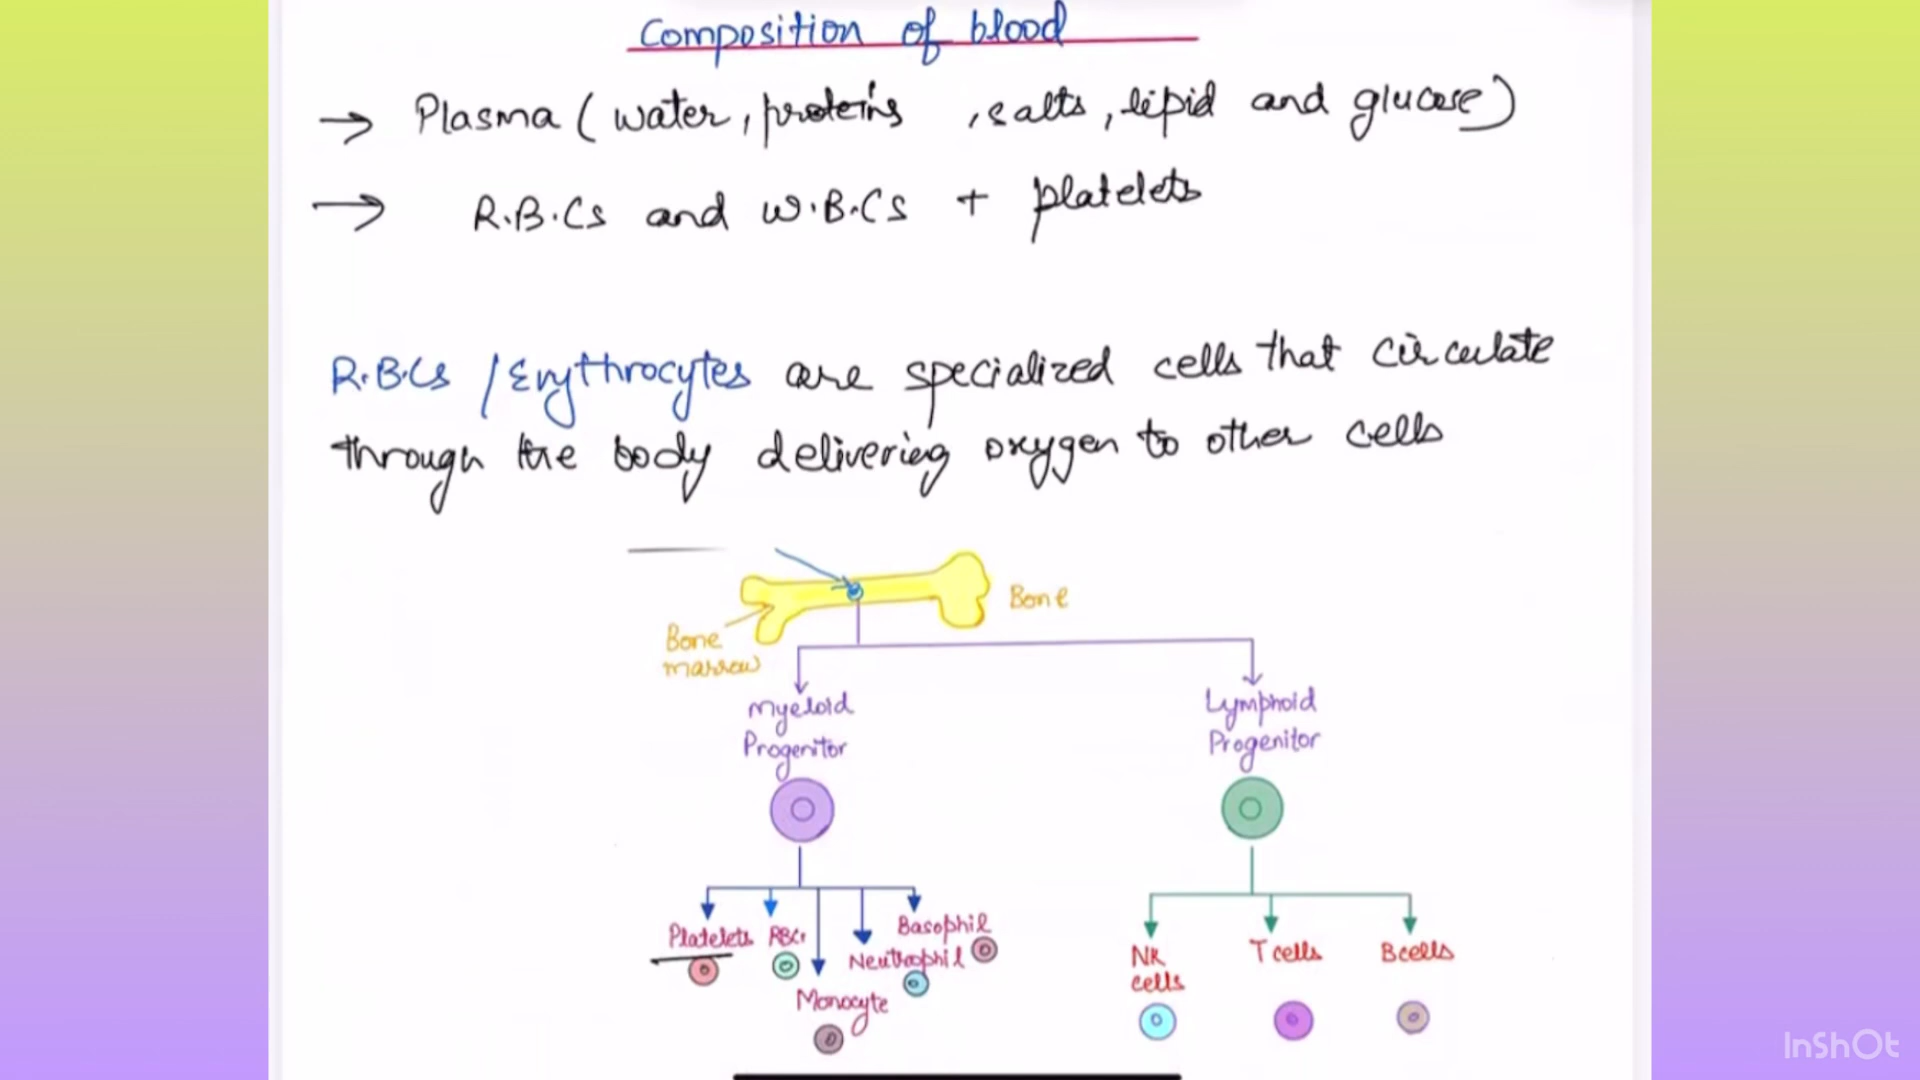 Composition of blood
→ Plasma (water, proteins , salts, lipid and glucose)
→ R.B.Cs and W.B.Cs + platelets
R.B.Cs / Erythrocytes are specialized cells that circulate
through the body delivering oxygen to other cells
Bone
Bone
marrow
Myeloid
Progenitor
Lymphoid
Progenitor
Platelets RBCs
Basophil
Neutrophil
Monocyte
NK
cells
T cells
B cells
InShOt